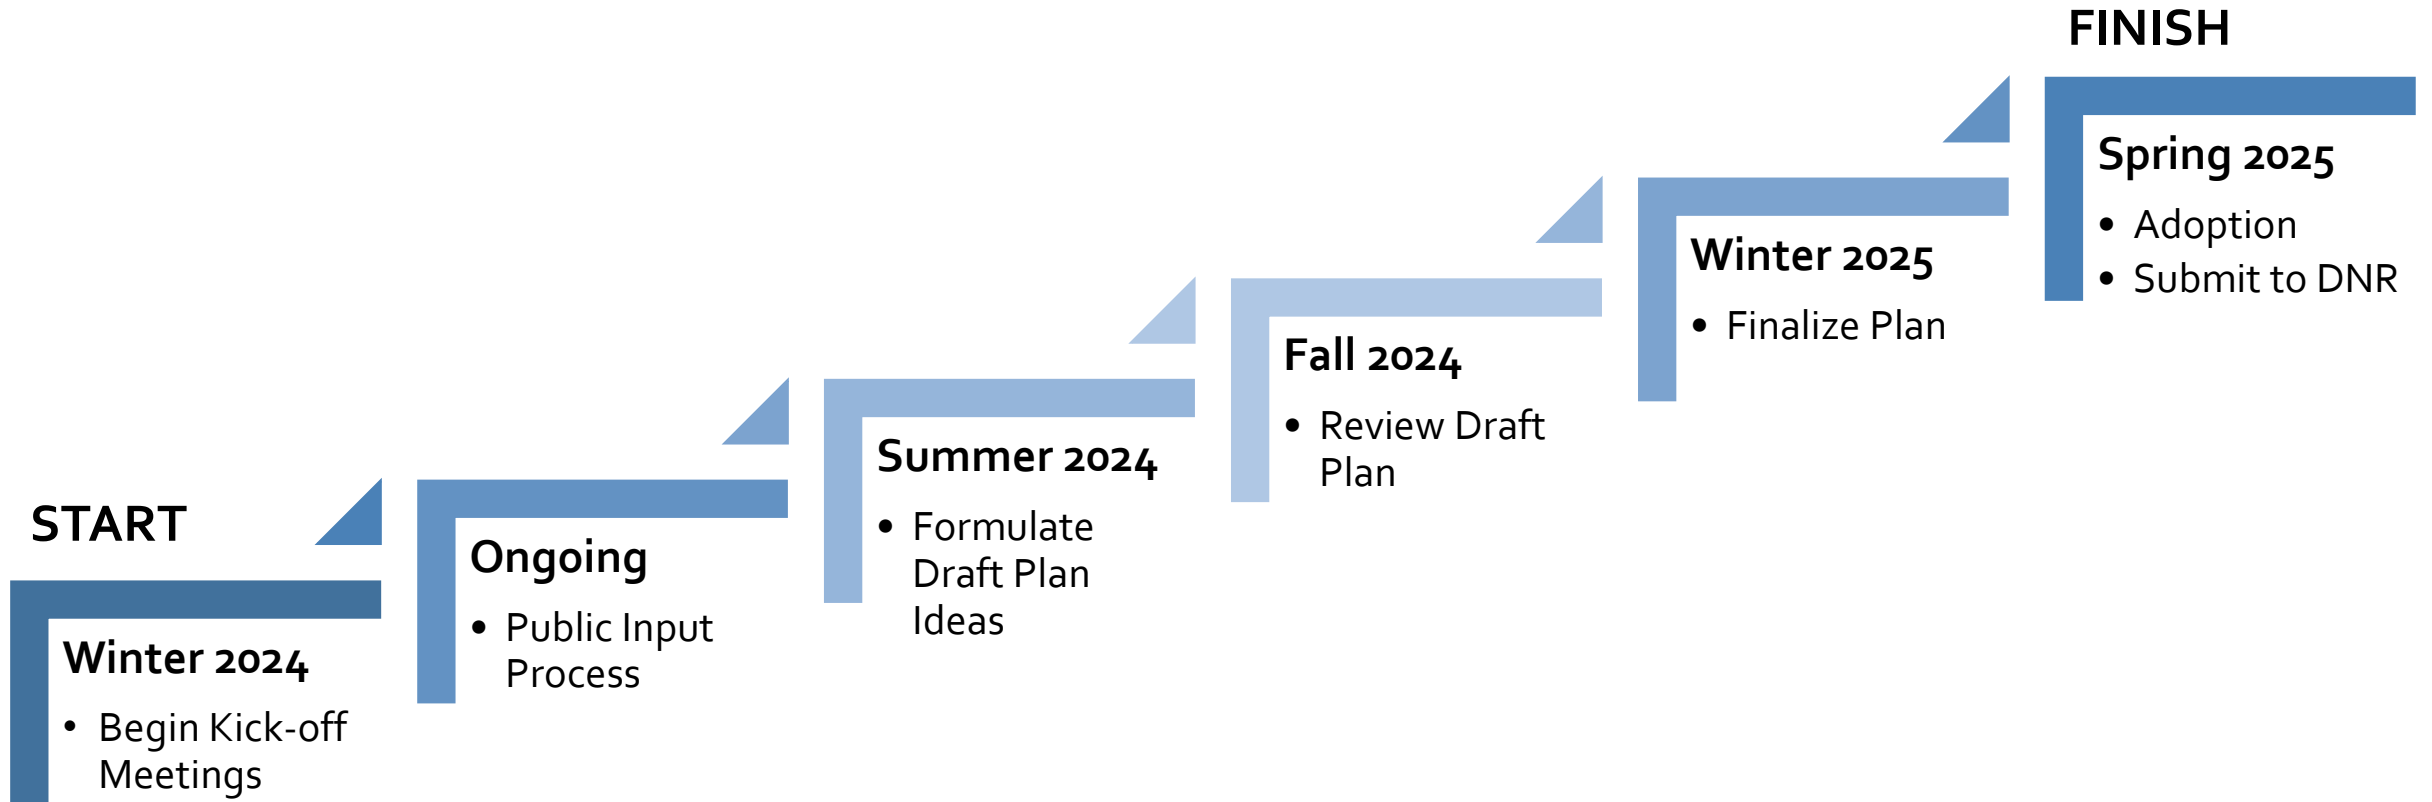 START
Winter 2024
• Begin Kick-off
Meetings
Ongoing
• Public Input
Process
Summer 2024
• Formulate
Draft Plan
Ideas
Fall 2024
• Review Draft
Plan
Winter 2025
• Finalize Plan
FINISH
Spring 2025
• Adoption
• Submit to DNR